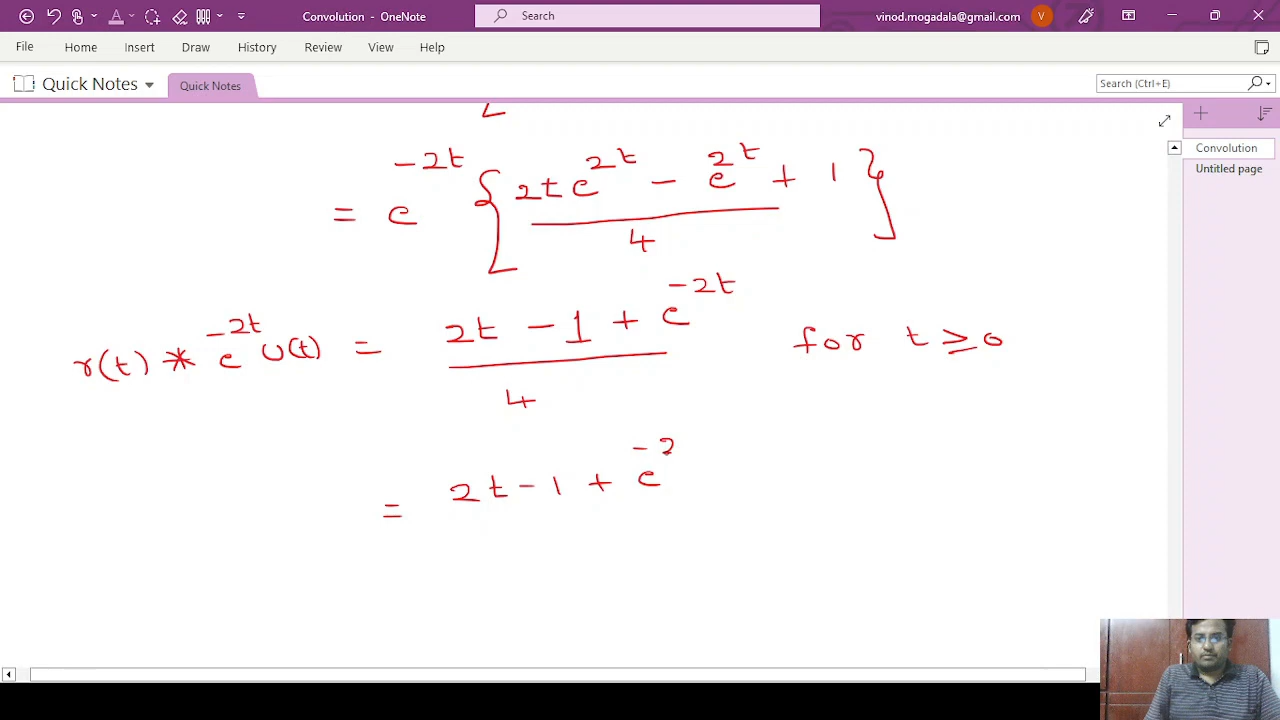 Convolution - OneNote
Search
vinod.mogadala@gmail.com
V
File Home Insert Draw History Review View Help
Quick Notes
Quick Notes
Search (Ctrl+E)
Convolution
Untitled page
= e^{-2t} { (2t e^{2t} - e^{2t} + 1) / 4 }
r(t) * e^{-2t} u(t) = (2t - 1 + e^{-2t}) / 4 for t ≥ 0
= 2t - 1 + e^{-2}